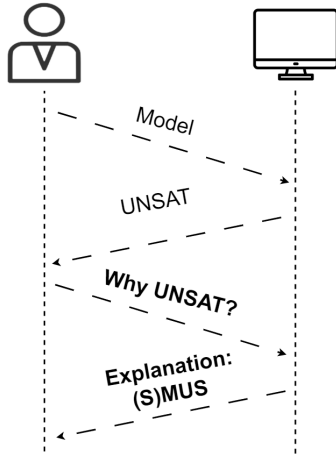 Model
UNSAT
Why UNSAT?
Explanation:
(S)MUS